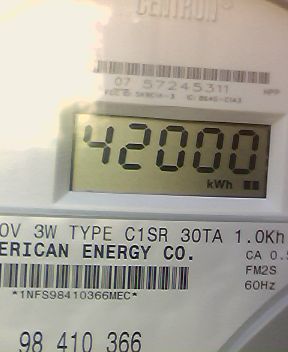 CENTRON
07 57245311
42000
kWh
0V 3W TYPE C1SR 30TA 1.0Kh
ERICAN ENERGY CO.
CA 0.5
FM2S
60Hz
*1NFS98410366MEC*
98 410 366